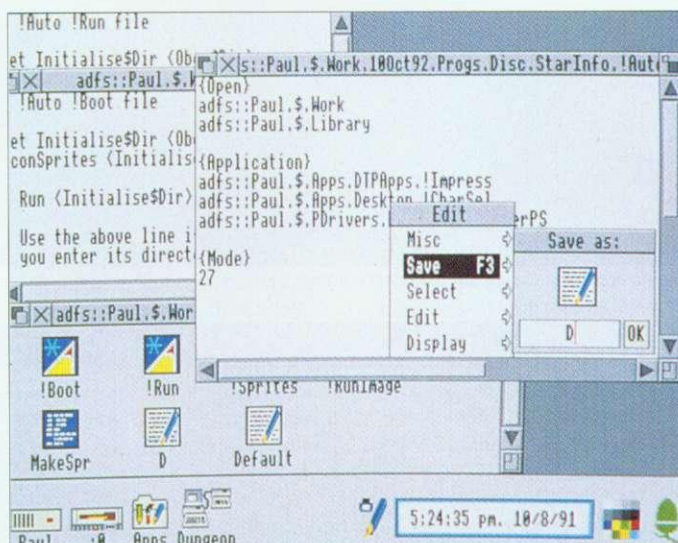 !Auto !Run file
et Initialise$Dir <Obe
adfs::Paul.$.W
!Auto !Boot file
et Initialise$Dir <Ob
conSprites <Initialis
Run <Initialise$Dir>
Use the above line i
you enter its direct
s::Paul.$.Work.10Oct92.Progs.Disc.StarInfo.!Aut
{Open}
adfs::Paul.$.Work
adfs::Paul.$.Library
{Application}
adfs::Paul.$.Apps.DTPApps.!Impress
adfs::Paul.$.Apps.Desktop.!CharSel
adfs::Paul.$.PDrivers.
erPS
{Mode}
27
Edit
Misc
Save F3
Select
Edit
Display
Save as:
D
OK
adfs::Paul.$.Wor
!Boot
!Run
!Sprites
!RunImage
MakeSpr
D
Default
Paul
:0
Apps
Dungeon
5:24:35 pm. 10/8/91